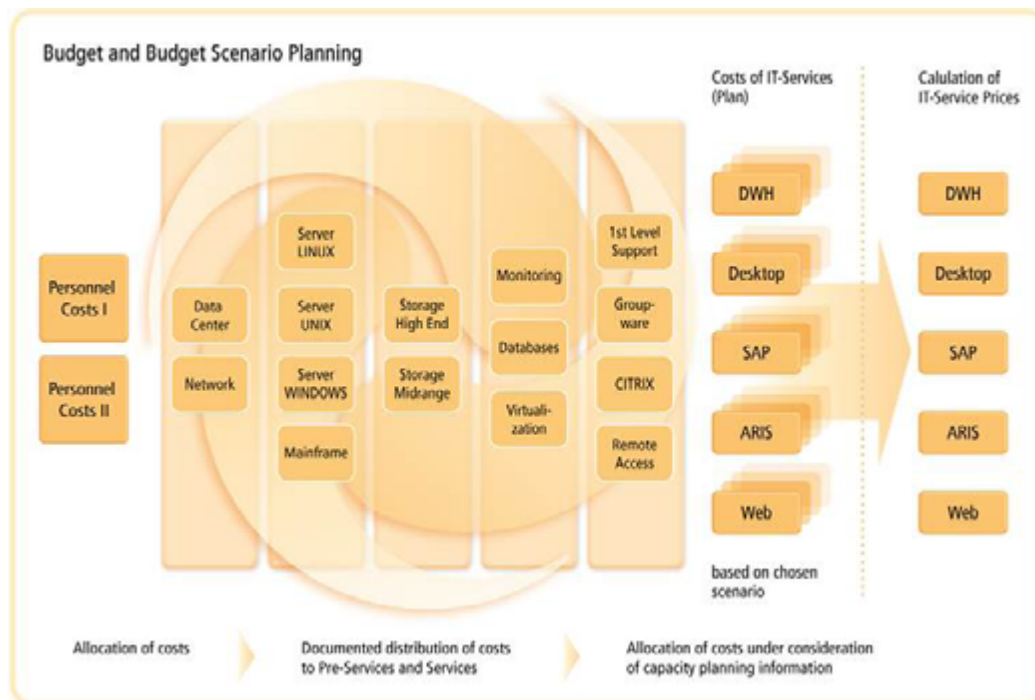 Budget and Budget Scenario Planning
Costs of IT-Services
(Plan)
Calulation of
IT-Service Prices
Personnel
Costs I
Personnel
Costs II
Data
Center
Network
Server
LINUX
Server
UNIX
Server
WINDOWS
Mainframe
Storage
High End
Storage
Midrange
Monitoring
Databases
Virtuali-
zation
1st Level
Support
Group-
ware
CITRIX
Remote
Access
DWH
Desktop
SAP
ARIS
Web
based on chosen
scenario
DWH
Desktop
SAP
ARIS
Web
Allocation of costs
Documented distribution of costs
to Pre-Services and Services
Allocation of costs under consideration
of capacity planning information